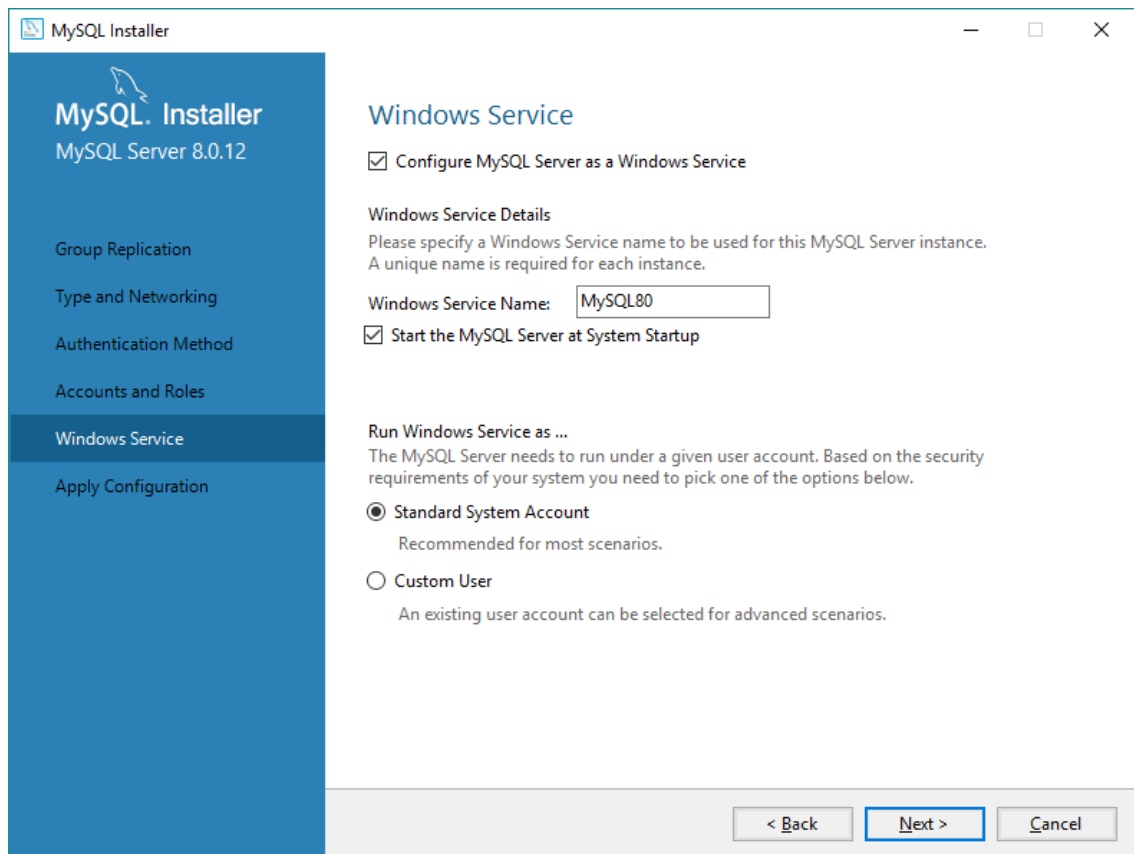 MySQL Installer
MySQL. Installer
MySQL Server 8.0.12
Group Replication
Type and Networking
Authentication Method
Accounts and Roles
Windows Service
Apply Configuration
Windows Service
Configure MySQL Server as a Windows Service
Windows Service Details
Please specify a Windows Service name to be used for this MySQL Server instance.
A unique name is required for each instance.
Windows Service Name: MySQL80
Start the MySQL Server at System Startup
Run Windows Service as ...
The MySQL Server needs to run under a given user account. Based on the security
requirements of your system you need to pick one of the options below.
Standard System Account
Recommended for most scenarios.
Custom User
An existing user account can be selected for advanced scenarios.
< Back Next > Cancel